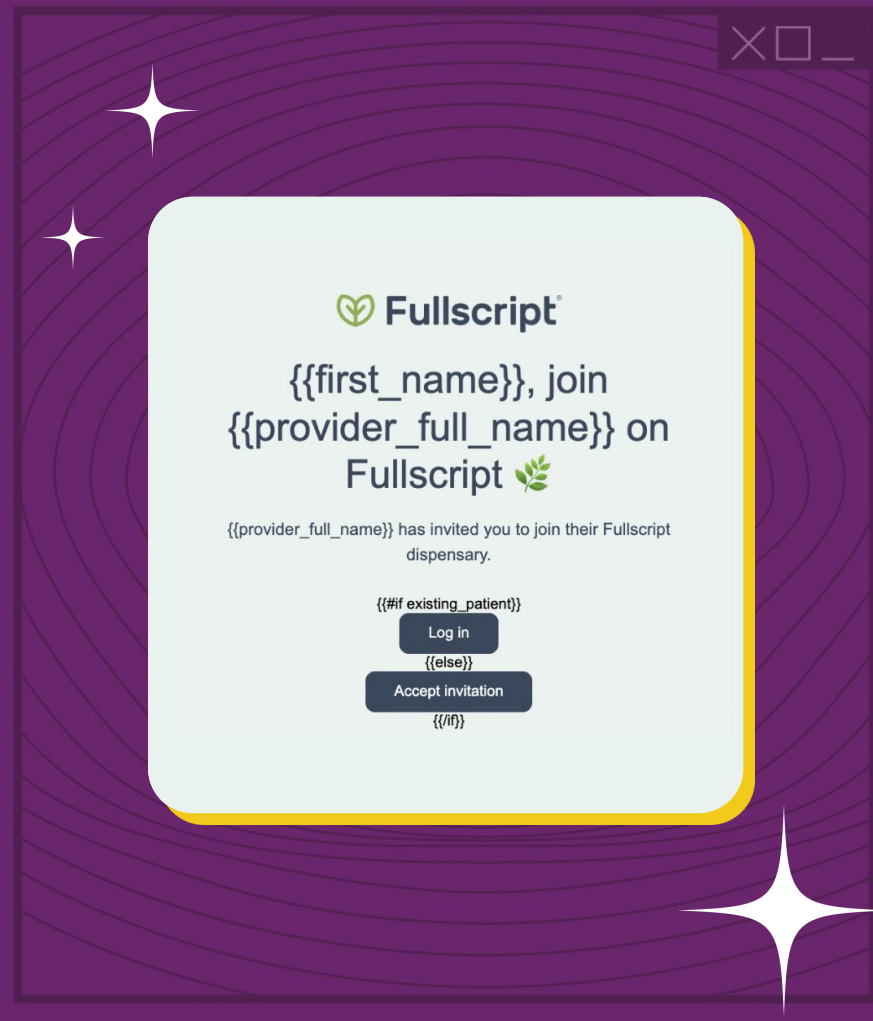 Fullscript®
{{first_name}}, join
{{provider_full_name}} on
Fullscript 🌿
{{provider_full_name}} has invited you to join their Fullscript
dispensary.
{{#if existing_patient}}
Log in
{{else}}
Accept invitation
{{/if}}